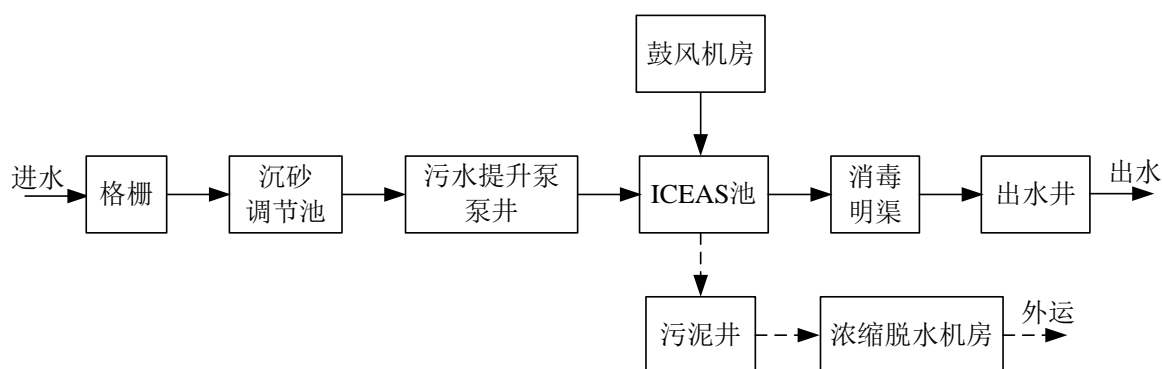 鼓风机房
进水
格栅
沉砂
调节池
污水提升泵
泵井
ICEAS池
消毒
明渠
出水井
出水
污泥井
浓缩脱水机房
外运